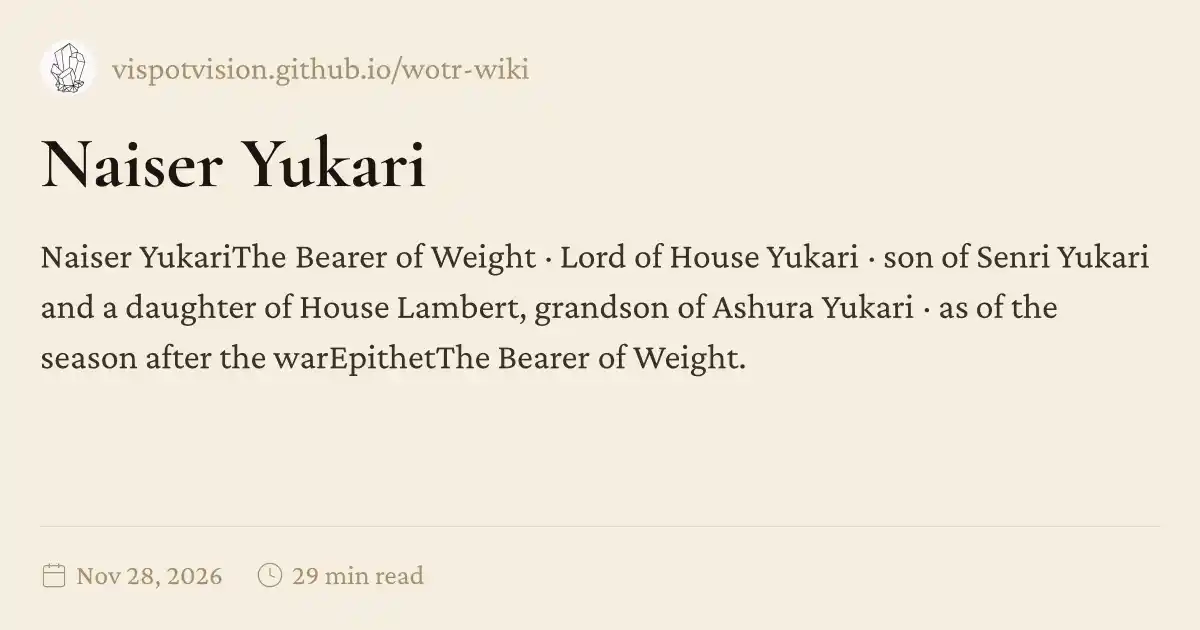 vispotvision.github.io/wotr-wiki
Naiser Yukari
Naiser YukariThe Bearer of Weight · Lord of House Yukari · son of Senri Yukari
and a daughter of House Lambert, grandson of Ashura Yukari · as of the
season after the warEpithetThe Bearer of Weight.
Nov 28, 2026
29 min read